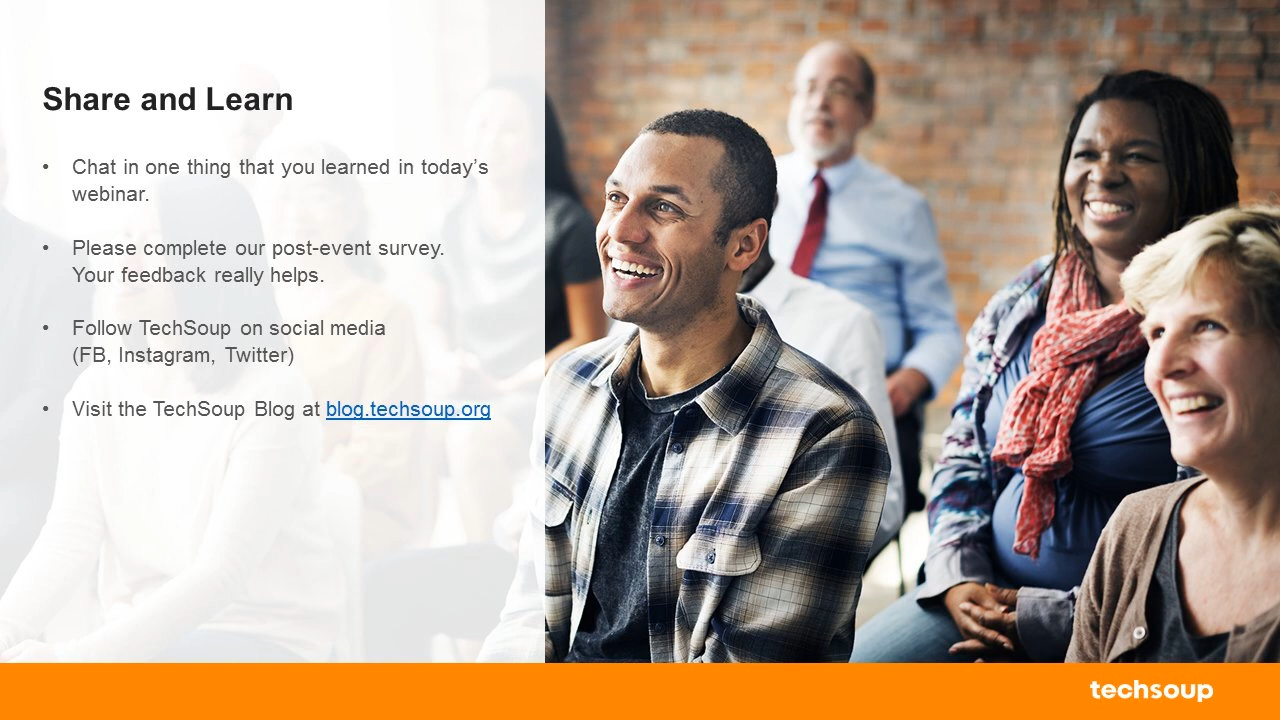 Share and Learn
• Chat in one thing that you learned in today’s
webinar.
• Please complete our post-event survey.
Your feedback really helps.
• Follow TechSoup on social media
(FB, Instagram, Twitter)
• Visit the TechSoup Blog at blog.techsoup.org
techsoup